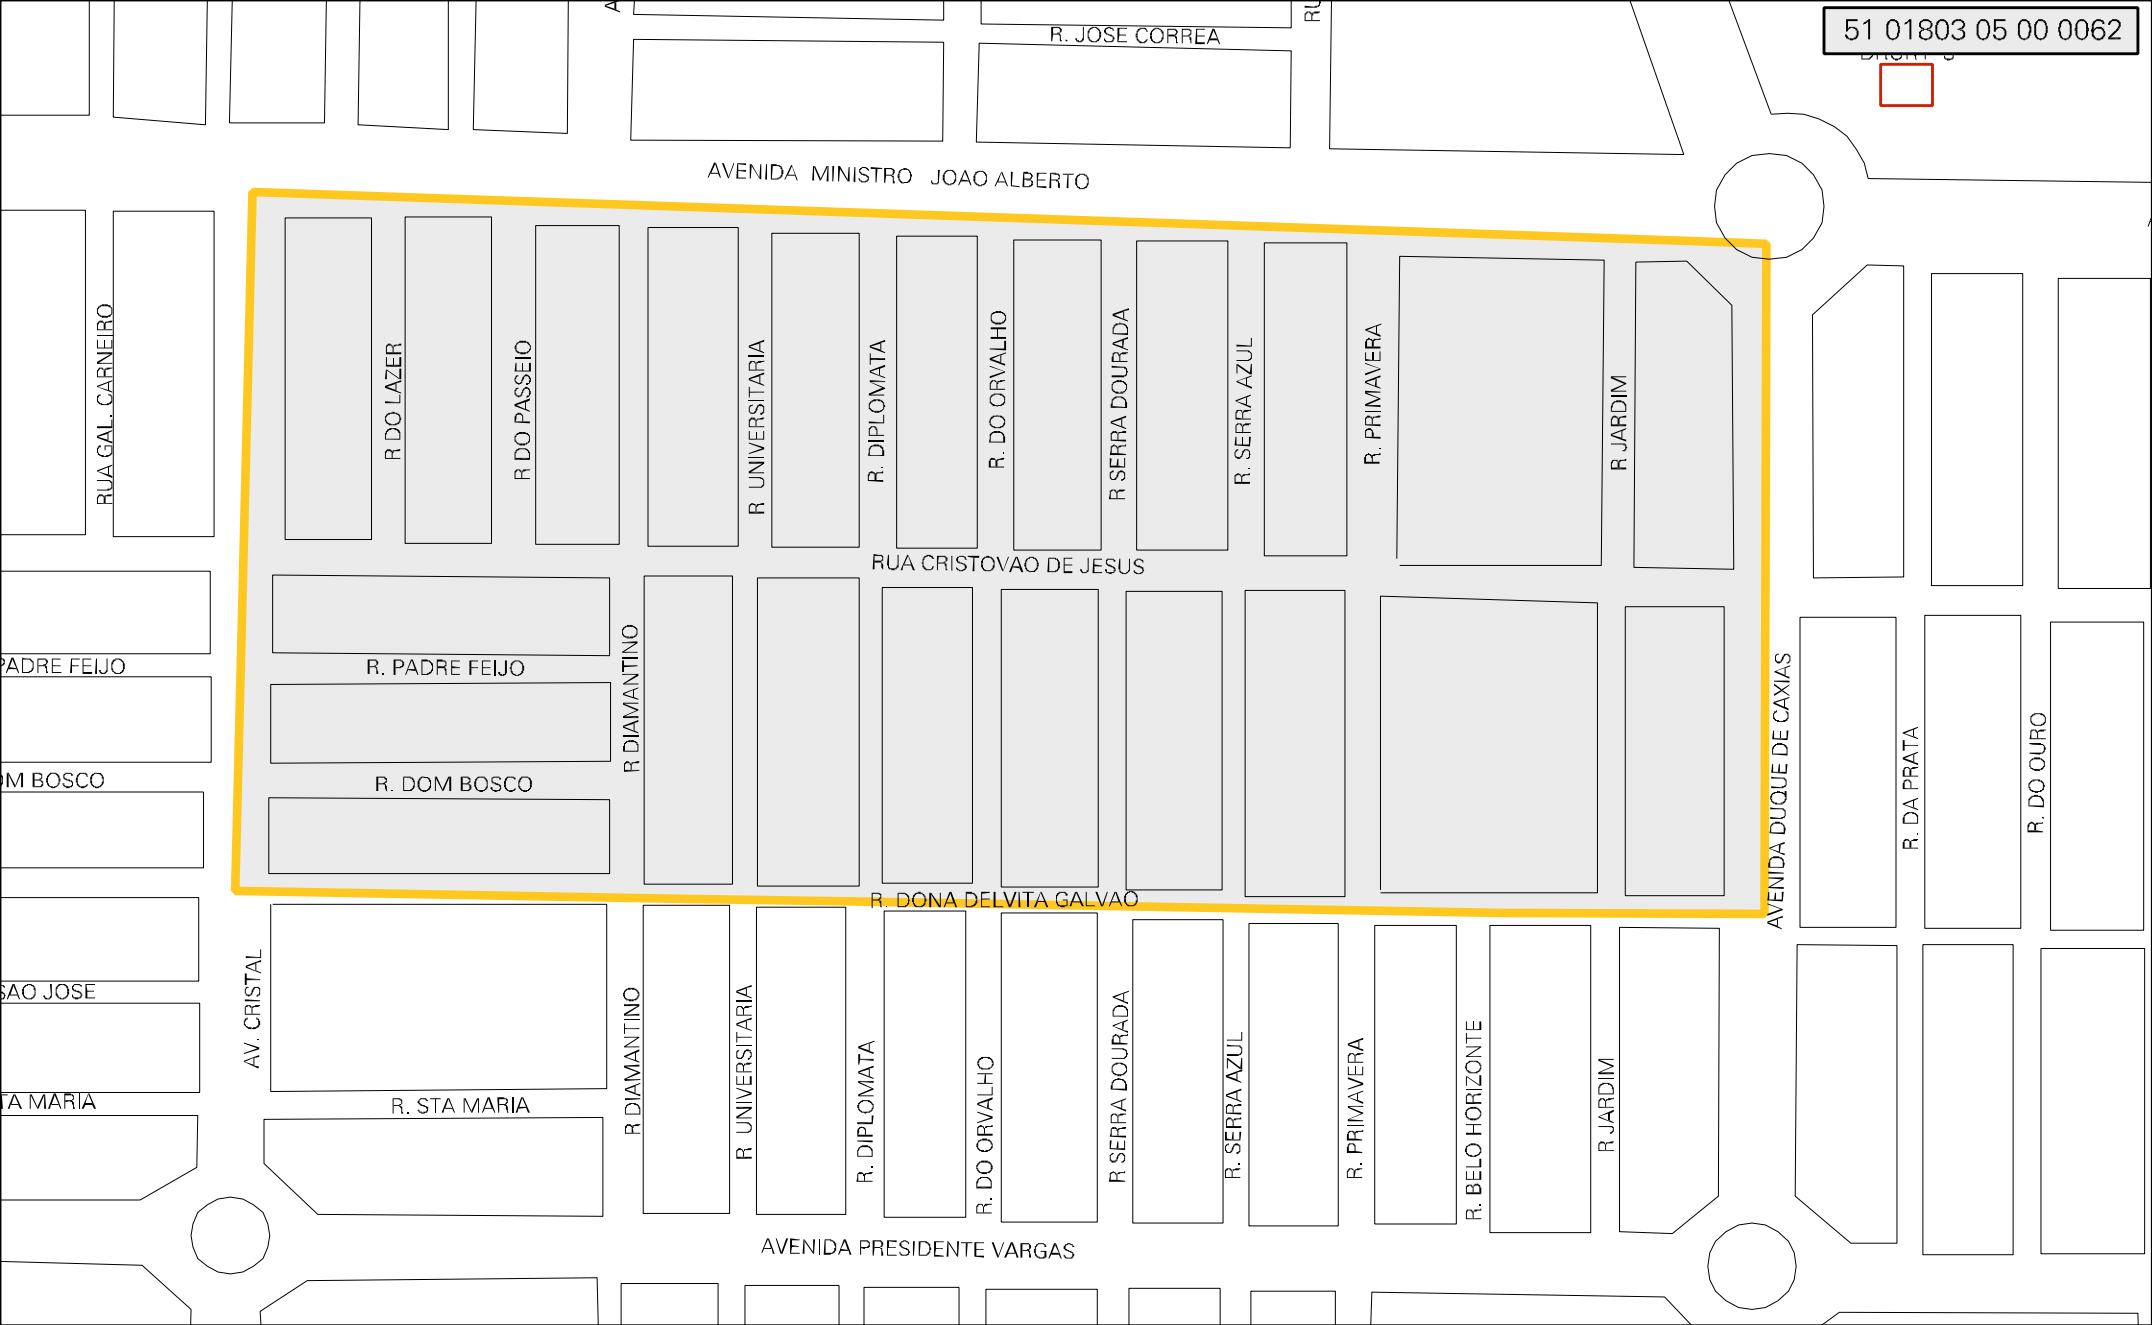 R. JOSE CORREA
51 01803 05 00 0062
AVENIDA MINISTRO JOAO ALBERTO
RUA GAL. CARNEIRO
R DO LAZER
R DO PASSEIO
R UNIVERSITARIA
R. DIPLOMATA
R. DO ORVALHO
R SERRA DOURADA
R. SERRA AZUL
R. PRIMAVERA
R JARDIM
RUA CRISTOVAO DE JESUS
PADRE FEIJO
R. PADRE FEIJO
R DIAMANTINO
AVENIDA DUQUE DE CAXIAS
R. DA PRATA
R. DO OURO
OM BOSCO
R. DOM BOSCO
R. DONA DELVITA GALVAO
SAO JOSE
AV. CRISTAL
R DIAMANTINO
R UNIVERSITARIA
R. DIPLOMATA
R. DO ORVALHO
R SERRA DOURADA
R. SERRA AZUL
R. PRIMAVERA
R. BELO HORIZONTE
R JARDIM
TA MARIA
R. STA MARIA
AVENIDA PRESIDENTE VARGAS